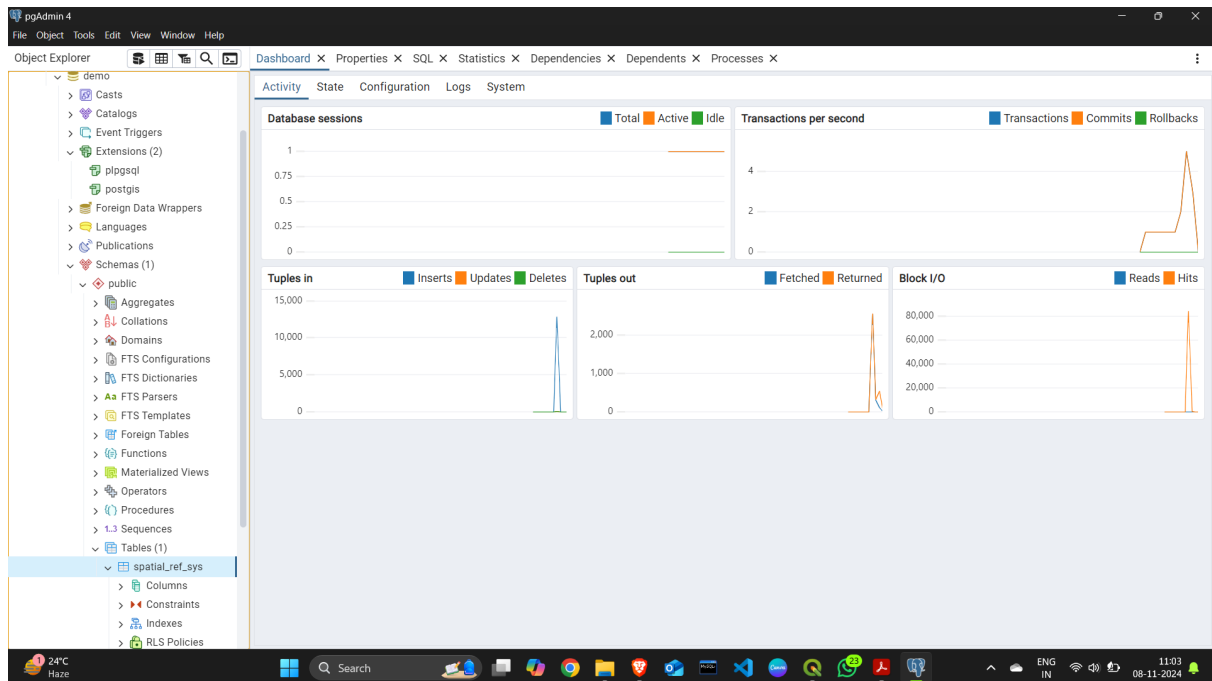 pgAdmin 4
File Object Tools Edit View Window Help
Object Explorer
demo
Casts
Catalogs
Event Triggers
Extensions (2)
plpgsql
postgis
Foreign Data Wrappers
Languages
Publications
Schemas (1)
public
Aggregates
Collations
Domains
FTS Configurations
FTS Dictionaries
Aa FTS Parsers
FTS Templates
Foreign Tables
Functions
Materialized Views
Operators
Procedures
1..3 Sequences
Tables (1)
spatial_ref_sys
Columns
Constraints
Indexes
RLS Policies
Dashboard Properties SQL Statistics Dependencies Dependents Processes
Activity State Configuration Logs System
Database sessions Total Active Idle
1
0.75
0.5
0.25
0
Transactions per second Transactions Commits Rollbacks
4
2
0
Tuples in Inserts Updates Deletes
15,000
10,000
5,000
0
Tuples out Fetched Returned
2,000
1,000
0
Block I/O Reads Hits
80,000
60,000
40,000
20,000
0
1
24°C
Haze
Search
23
ENG
IN
11:03
08-11-2024